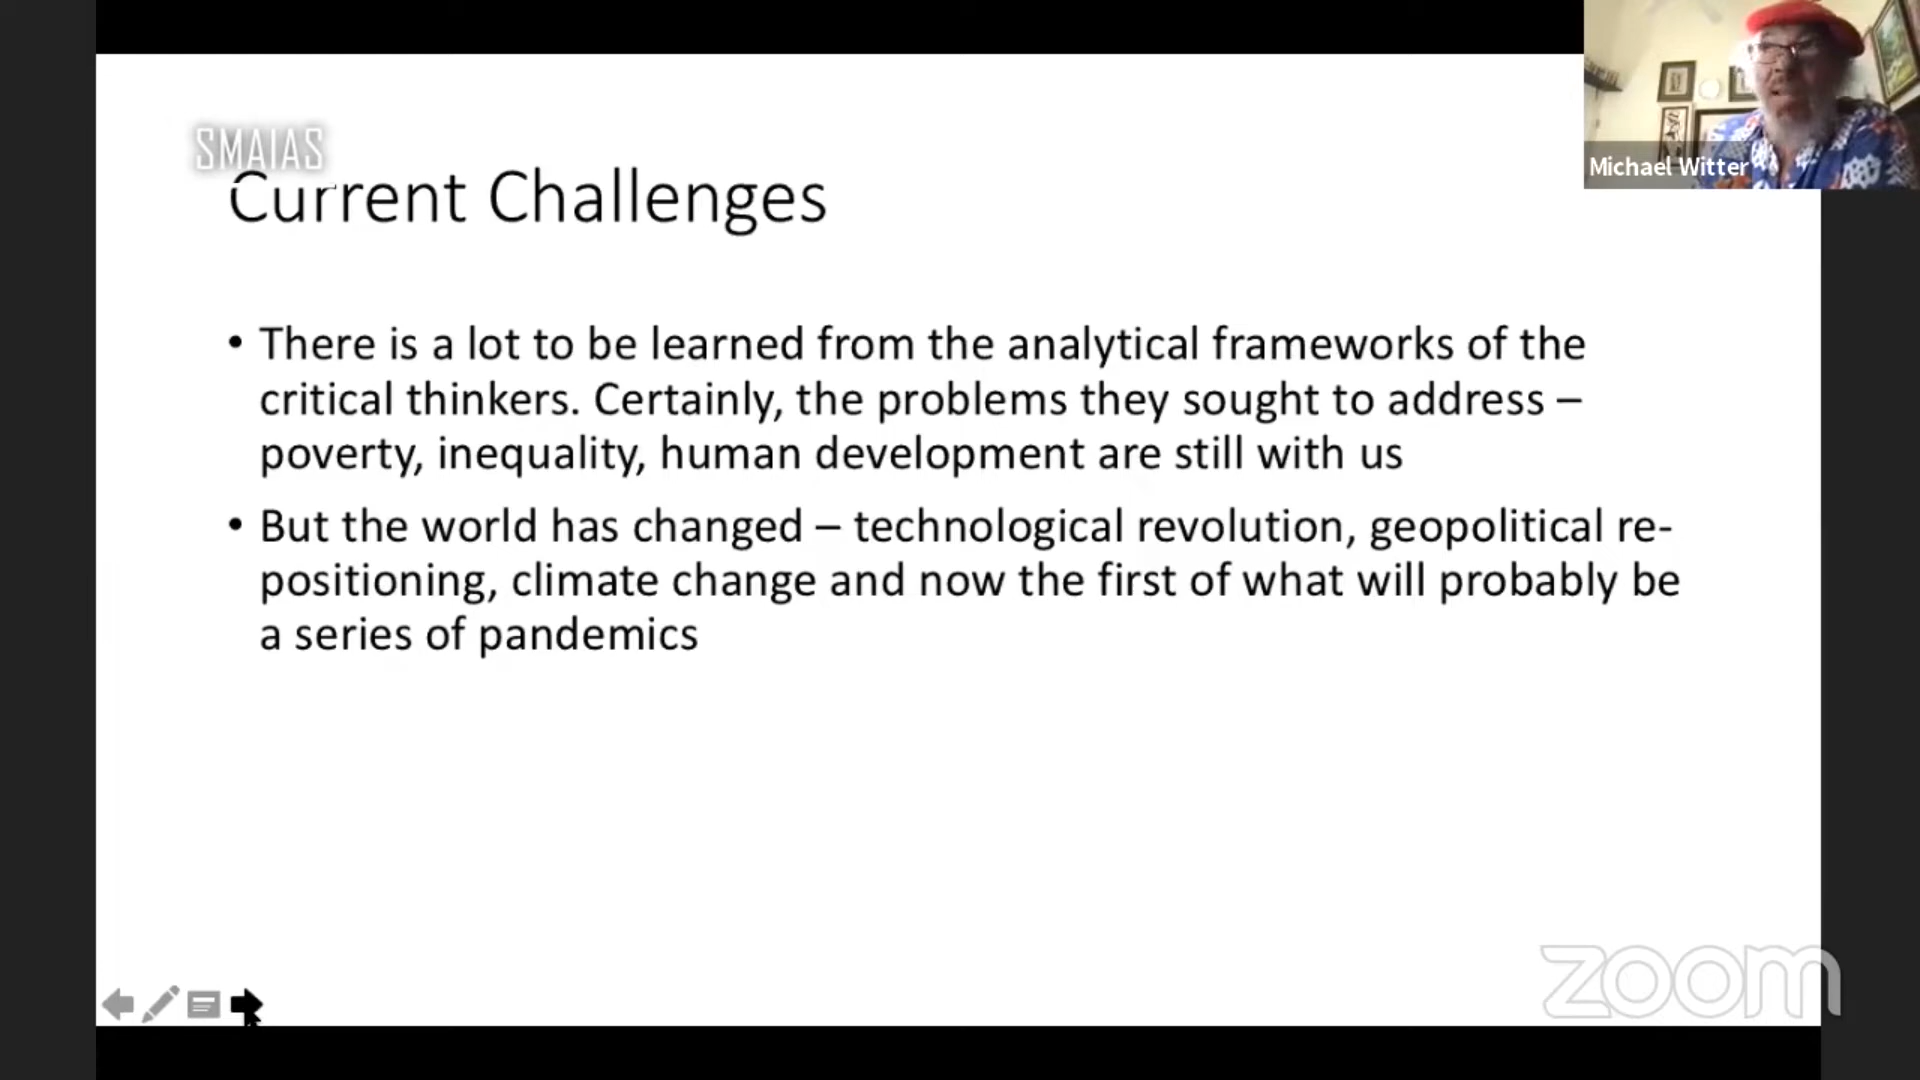 SMAIAS
Current Challenges
Michael Witter
• There is a lot to be learned from the analytical frameworks of the
critical thinkers. Certainly, the problems they sought to address –
poverty, inequality, human development are still with us
• But the world has changed – technological revolution, geopolitical re-
positioning, climate change and now the first of what will probably be
a series of pandemics
zoom